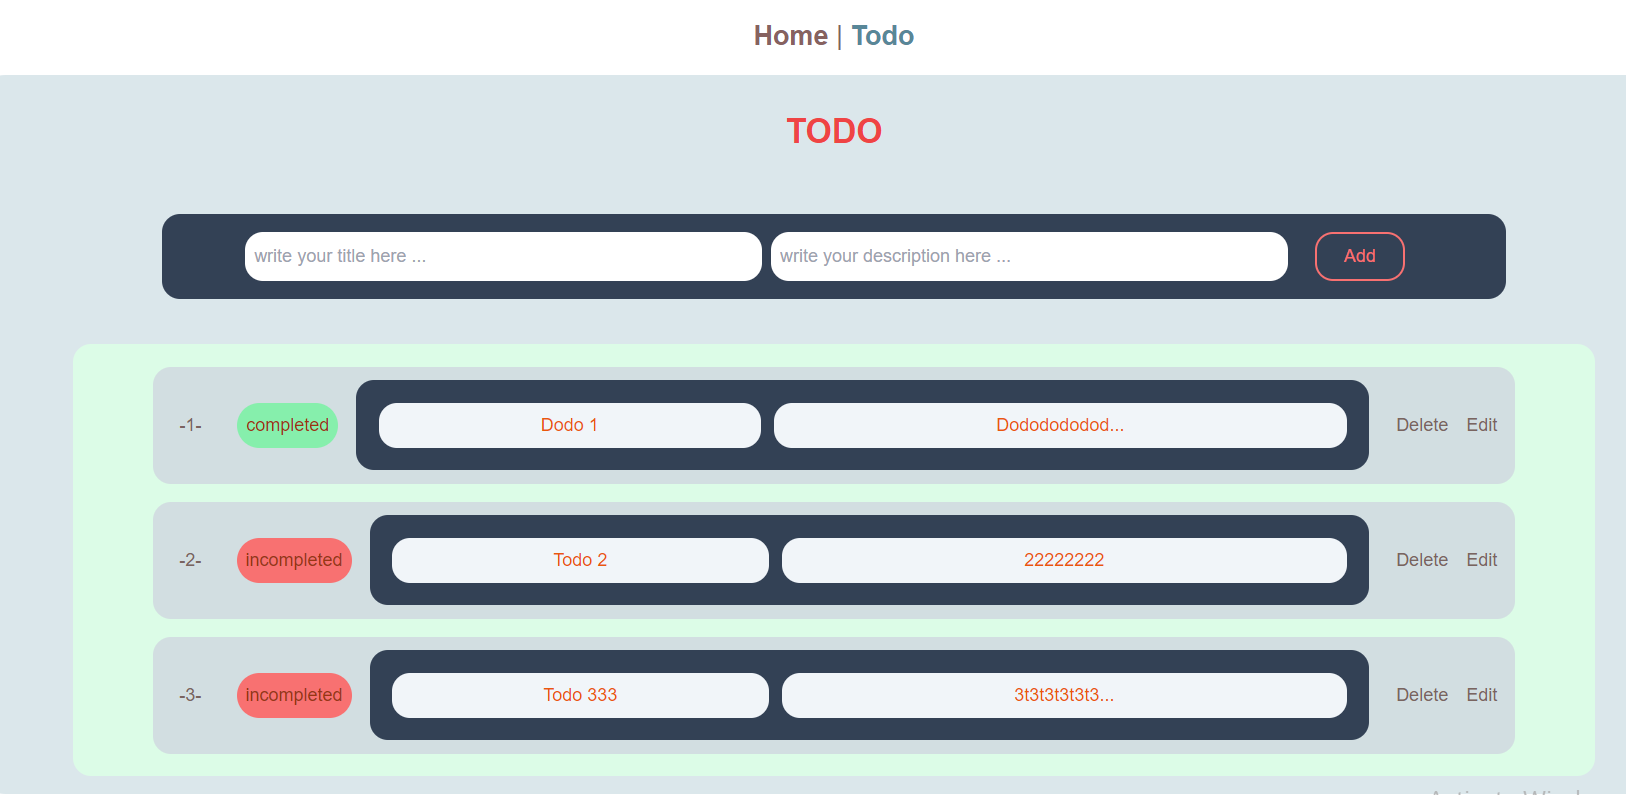 Home | Todo
TODO
write your title here ... write your description here ... Add
-1- completed Dodo 1 Dododododod... Delete Edit
-2- incompleted Todo 2 22222222 Delete Edit
-3- incompleted Todo 333 3t3t3t3t3t3... Delete Edit